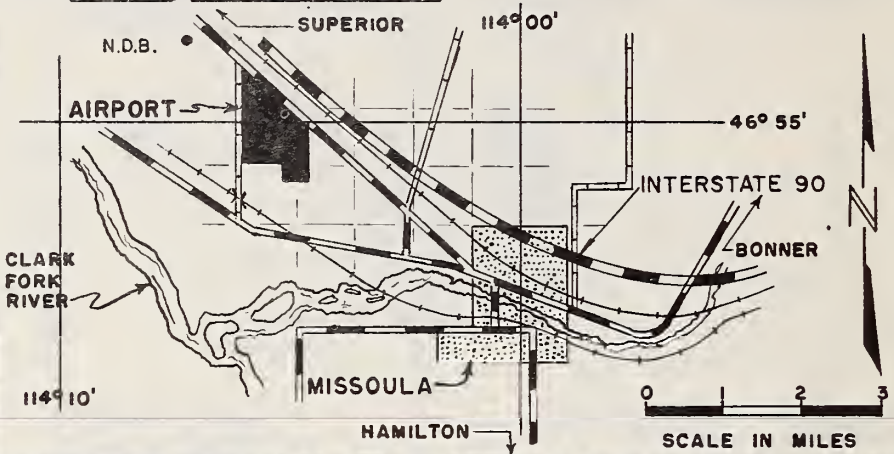 SUPERIOR
114° 00'
N.D.B.
AIRPORT
46° 55'
INTERSTATE 90
N
CLARK
FORK
RIVER
BONNER
114° 10'
MISSOULA
HAMILTON
0 1 2 3
SCALE IN MILES